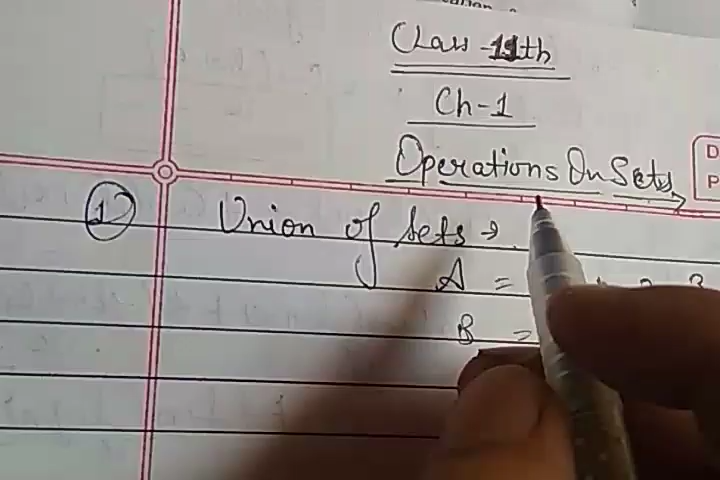 Class - 11th
Ch-1
Operations On Sets
① Union of Sets →
A =
B =